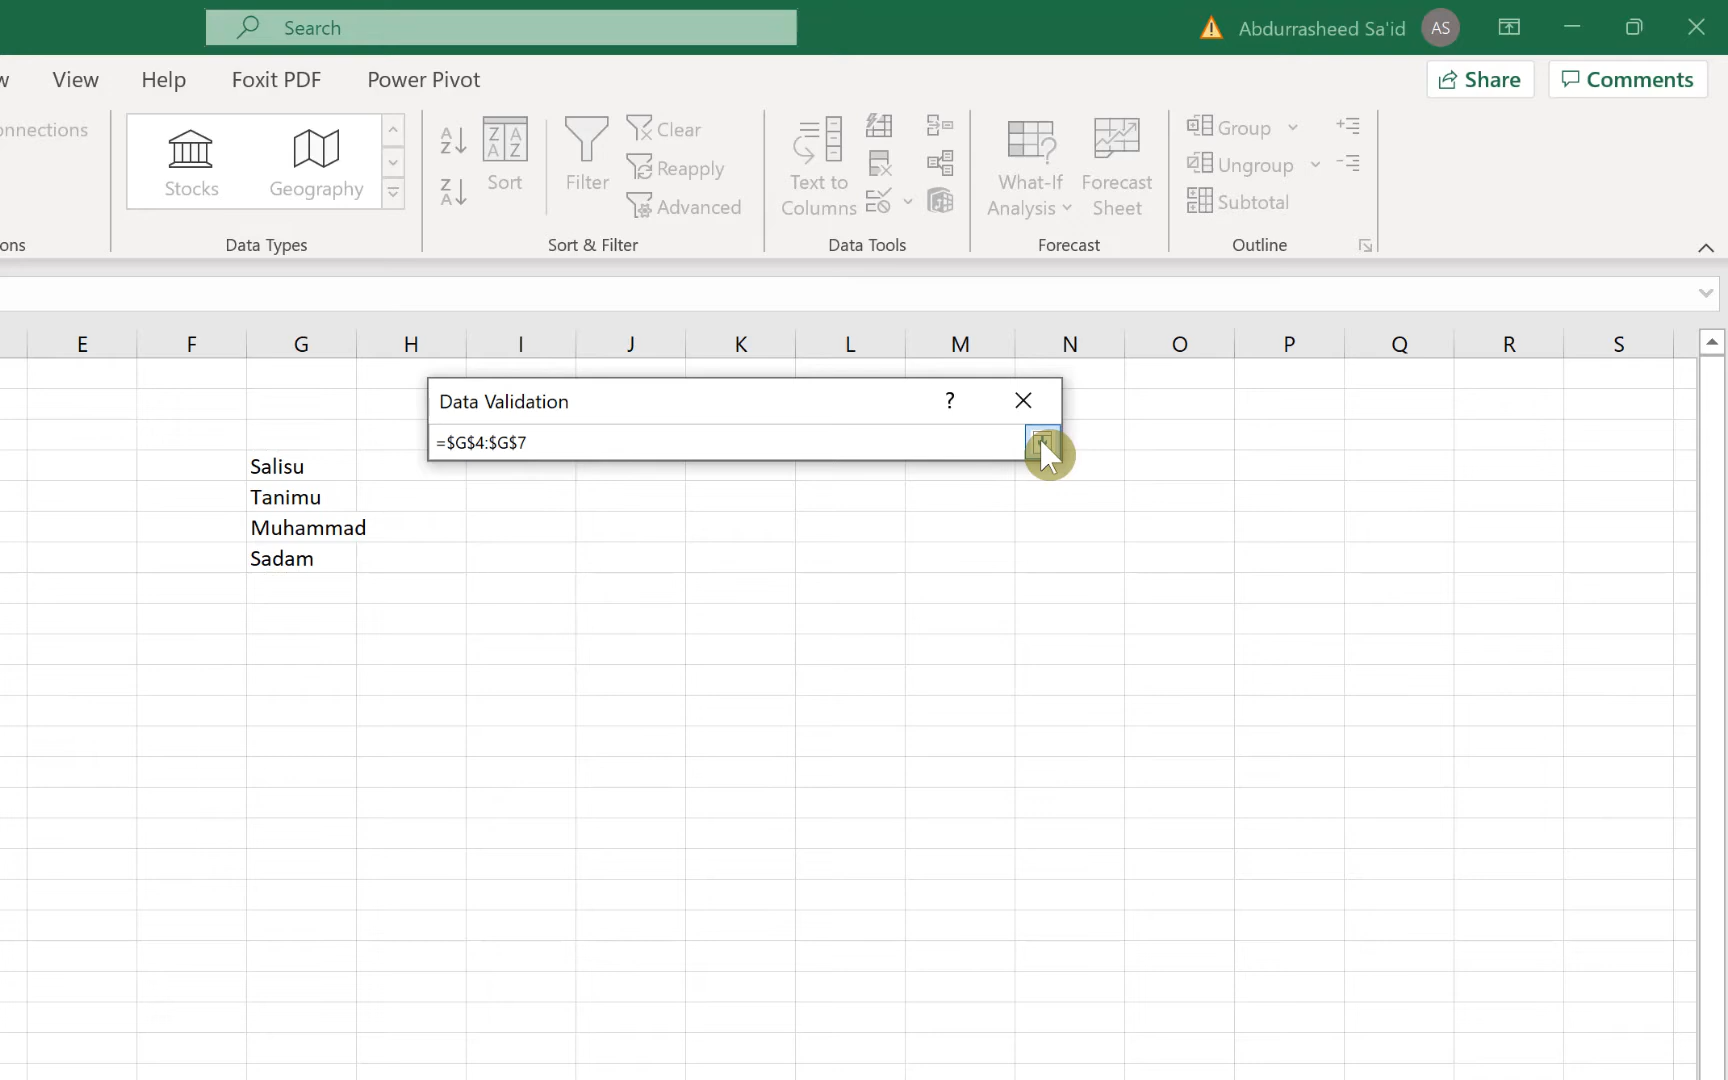 Search
Abdurrasheed Sa'id AS
View Help Foxit PDF Power Pivot
Share Comments
onnections
Stocks
Geography
Data Types
A
Z
Z
A
Z A
A Z
Sort
Filter
Clear
Reapply
Advanced
Sort & Filter
Text to
Columns
Data Tools
What-If
Analysis
Forecast
Sheet
Forecast
Group
Ungroup
Subtotal
Outline
E F G H I J K L M N O P Q R S
Data Validation ?
=$G$4:$G$7
Salisu
Tanimu
Muhammad
Sadam